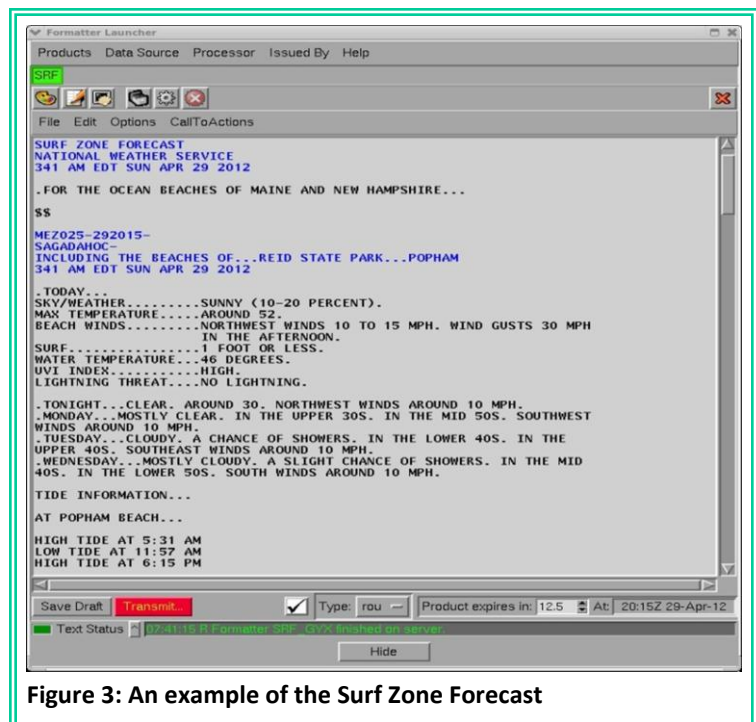 Formatter Launcher
Products Data Source Processor Issued By Help
SRF
File Edit Options CallToActions
SURF ZONE FORECAST
NATIONAL WEATHER SERVICE
341 AM EDT SUN APR 29 2012
.FOR THE OCEAN BEACHES OF MAINE AND NEW HAMPSHIRE...
$$
MEZ025-292015-
SAGADAHOC-
INCLUDING THE BEACHES OF...REID STATE PARK...POPHAM
341 AM EDT SUN APR 29 2012
.TODAY...
SKY/WEATHER.........SUNNY (10-20 PERCENT).
MAX TEMPERATURE.....AROUND 52.
BEACH WINDS.........NORTHWEST WINDS 10 TO 15 MPH. WIND GUSTS 30 MPH
IN THE AFTERNOON.
SURF................1 FOOT OR LESS.
WATER TEMPERATURE...46 DEGREES.
UVI INDEX...........HIGH.
LIGHTNING THREAT....NO LIGHTNING.
.TONIGHT...CLEAR. AROUND 30. NORTHWEST WINDS AROUND 10 MPH.
.MONDAY...MOSTLY CLEAR. IN THE UPPER 30S. IN THE MID 50S. SOUTHWEST
WINDS AROUND 10 MPH.
.TUESDAY...CLOUDY. A CHANCE OF SHOWERS. IN THE LOWER 40S. IN THE
UPPER 40S. SOUTHEAST WINDS AROUND 10 MPH.
.WEDNESDAY...MOSTLY CLOUDY. A SLIGHT CHANCE OF SHOWERS. IN THE MID
40S. IN THE LOWER 50S. SOUTH WINDS AROUND 10 MPH.
TIDE INFORMATION...
AT POPHAM BEACH...
HIGH TIDE AT 5:31 AM
LOW TIDE AT 11:57 AM
HIGH TIDE AT 6:15 PM
Save Draft Transmit... Type: rou Product expires in: 12.5 At: 20:15Z 29-Apr-12
Text Status 07:41:15 R Formatter SRF_GYX finished on server.
Hide
Figure 3: An example of the Surf Zone Forecast